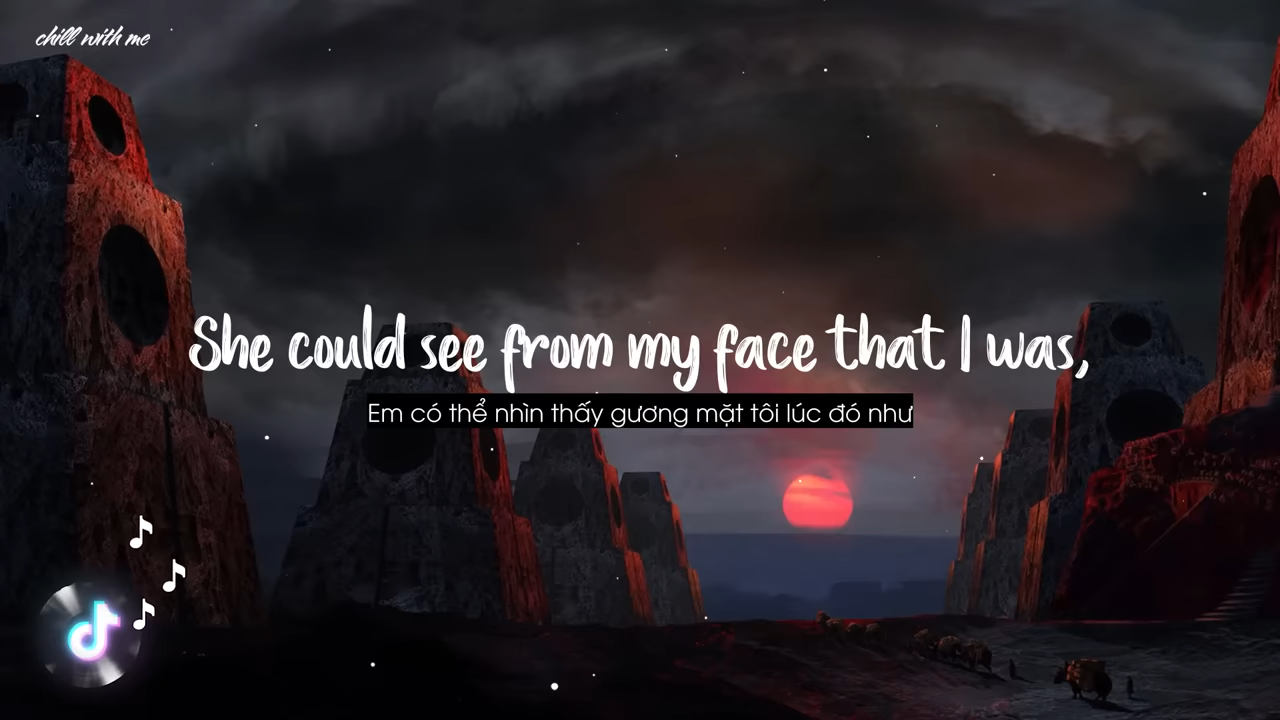 chill with me
She could see from my face that I was,
Em có thể nhìn thấy gương mặt tôi lúc đó như